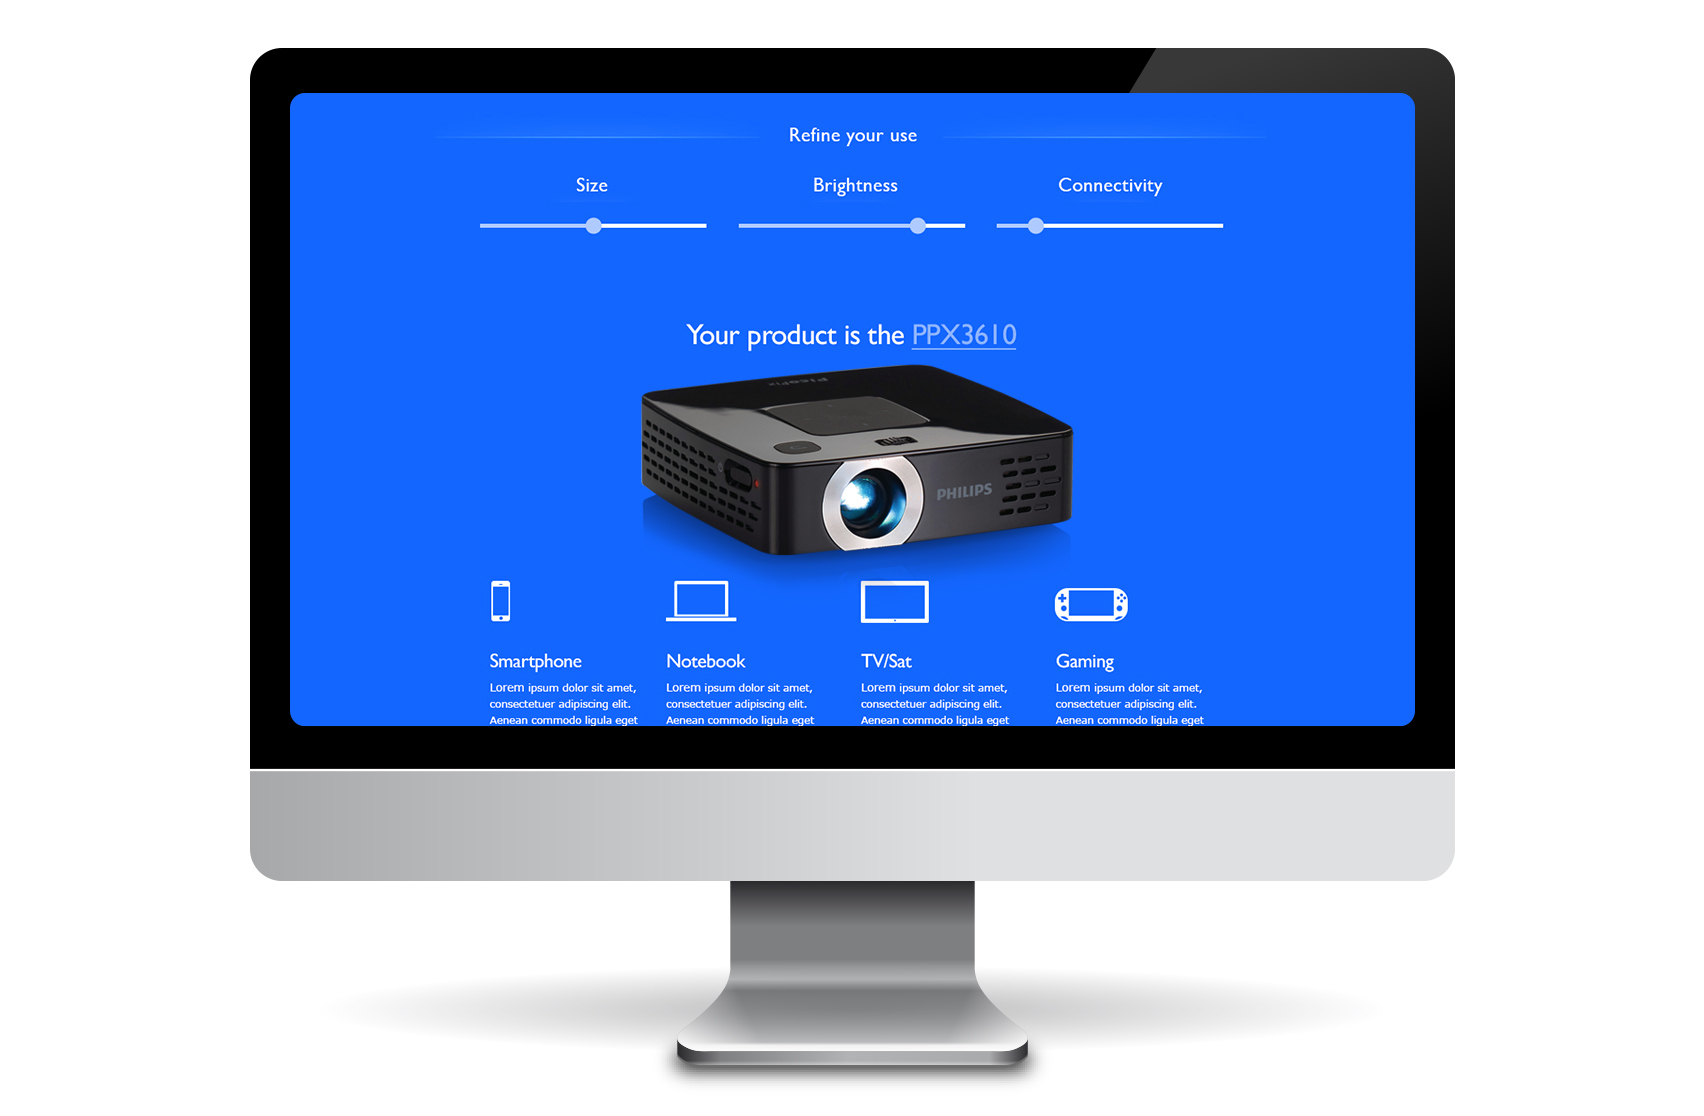 Refine your use
Size
Brightness
Connectivity
Your product is the PPX3610
PicoPix
PHILIPS
Smartphone
Lorem ipsum dolor sit amet,
consectetuer adipiscing elit.
Aenean commodo ligula eget
Notebook
Lorem ipsum dolor sit amet,
consectetuer adipiscing elit.
Aenean commodo ligula eget
TV/Sat
Lorem ipsum dolor sit amet,
consectetuer adipiscing elit.
Aenean commodo ligula eget
Gaming
Lorem ipsum dolor sit amet,
consectetuer adipiscing elit.
Aenean commodo ligula eget